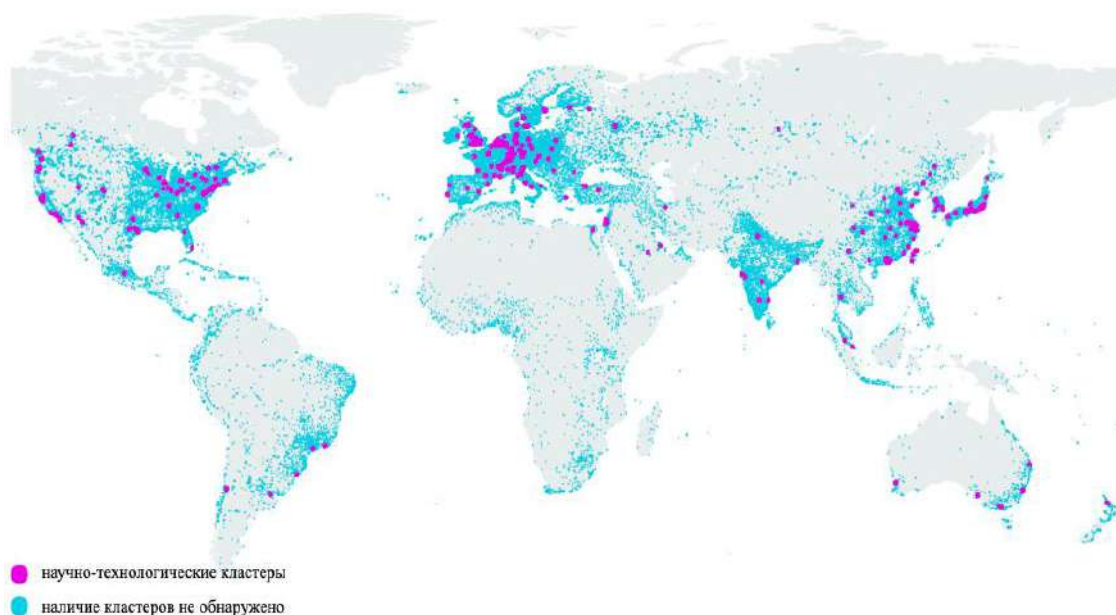 научно-технологические кластеры
наличие кластеров не обнаружено